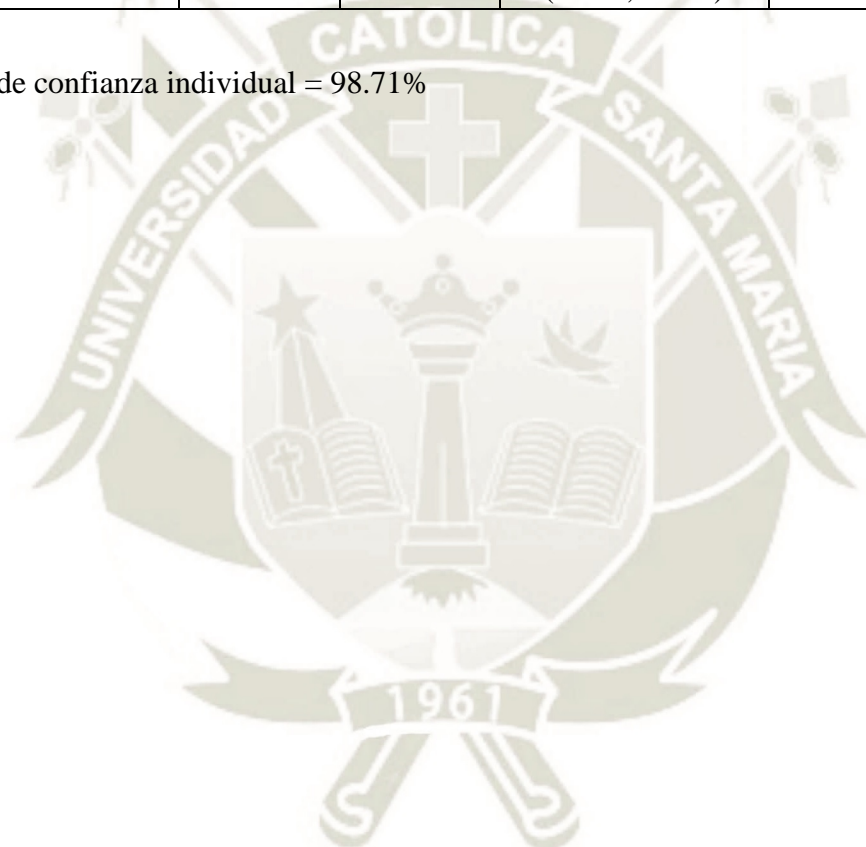 de confianza individual = 98.71%
UNIVERSIDAD CATOLICA SANTA MARIA
1961